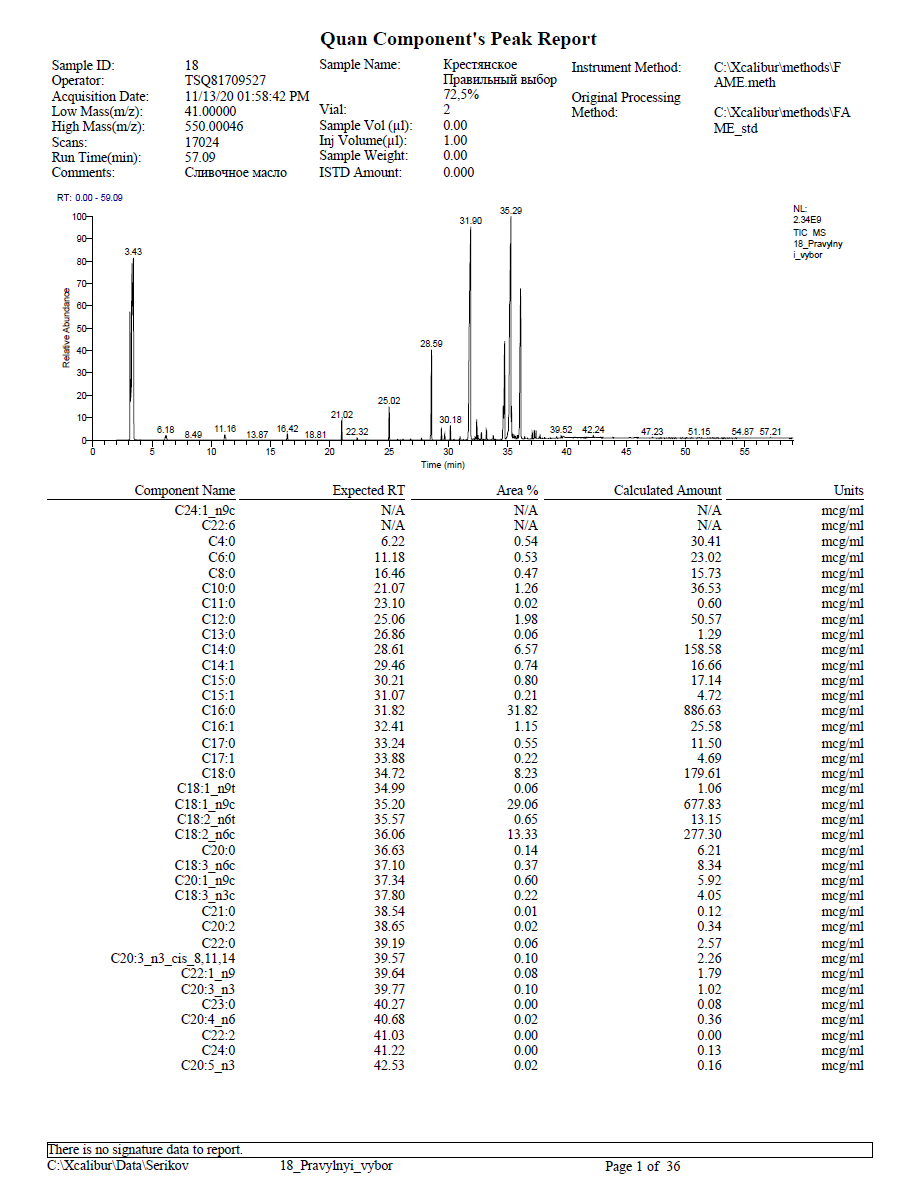 Quan Component's Peak Report
Sample ID: 18
Operator: TSQ81709527
Acquisition Date: 11/13/20 01:58:42 PM
Low Mass(m/z): 41.00000
High Mass(m/z): 550.00046
Scans: 17024
Run Time(min): 57.09
Comments: Сливочное масло
Sample Name: Крестянское
Правильный выбор
72,5%
Vial: 2
Sample Vol (µl): 0.00
Inj Volume(µl): 1.00
Sample Weight: 0.00
ISTD Amount: 0.000
Instrument Method: C:\Xcalibur\methods\F
AME.meth
Original Processing
Method: C:\Xcalibur\methods\FA
ME_std
RT: 0.00 - 59.09
NL:
2.34E9
TIC MS
18_Pravylny
i_vybor
Relative Abundance
100
90
80
70
60
50
40
30
20
10
0
3.43
6.18
8.49
11.16
13.87
16.42
18.81
21.02
22.32
25.02
28.59
30.18
31.90
35.29
39.52
42.24
47.23
51.15
54.87
57.21
0 5 10 15 20 25 30 35 40 45 50 55
Time (min)
Component Name Expected RT Area % Calculated Amount Units
C24:1_n9c N/A N/A N/A mcg/ml
C22:6 N/A N/A N/A mcg/ml
C4:0 6.22 0.54 30.41 mcg/ml
C6:0 11.18 0.53 23.02 mcg/ml
C8:0 16.46 0.47 15.73 mcg/ml
C10:0 21.07 1.26 36.53 mcg/ml
C11:0 23.10 0.02 0.60 mcg/ml
C12:0 25.06 1.98 50.57 mcg/ml
C13:0 26.86 0.06 1.29 mcg/ml
C14:0 28.61 6.57 158.58 mcg/ml
C14:1 29.46 0.74 16.66 mcg/ml
C15:0 30.21 0.80 17.14 mcg/ml
C15:1 31.07 0.21 4.72 mcg/ml
C16:0 31.82 31.82 886.63 mcg/ml
C16:1 32.41 1.15 25.58 mcg/ml
C17:0 33.24 0.55 11.50 mcg/ml
C17:1 33.88 0.22 4.69 mcg/ml
C18:0 34.72 8.23 179.61 mcg/ml
C18:1_n9t 34.99 0.06 1.06 mcg/ml
C18:1_n9c 35.20 29.06 677.83 mcg/ml
C18:2_n6t 35.57 0.65 13.15 mcg/ml
C18:2_n6c 36.06 13.33 277.30 mcg/ml
C20:0 36.63 0.14 6.21 mcg/ml
C18:3_n6c 37.10 0.37 8.34 mcg/ml
C20:1_n9c 37.34 0.60 5.92 mcg/ml
C18:3_n3c 37.80 0.22 4.05 mcg/ml
C21:0 38.54 0.01 0.12 mcg/ml
C20:2 38.65 0.02 0.34 mcg/ml
C22:0 39.19 0.06 2.57 mcg/ml
C20:3_n3_cis_8,11,14 39.57 0.10 2.26 mcg/ml
C22:1_n9 39.64 0.08 1.79 mcg/ml
C20:3_n3 39.77 0.10 1.02 mcg/ml
C23:0 40.27 0.00 0.08 mcg/ml
C20:4_n6 40.68 0.02 0.36 mcg/ml
C22:2 41.03 0.00 0.00 mcg/ml
C24:0 41.22 0.00 0.13 mcg/ml
C20:5_n3 42.53 0.02 0.16 mcg/ml
There is no signature data to report.
C:\Xcalibur\Data\Serikov 18_Pravylnyi_vybor Page 1 of 36